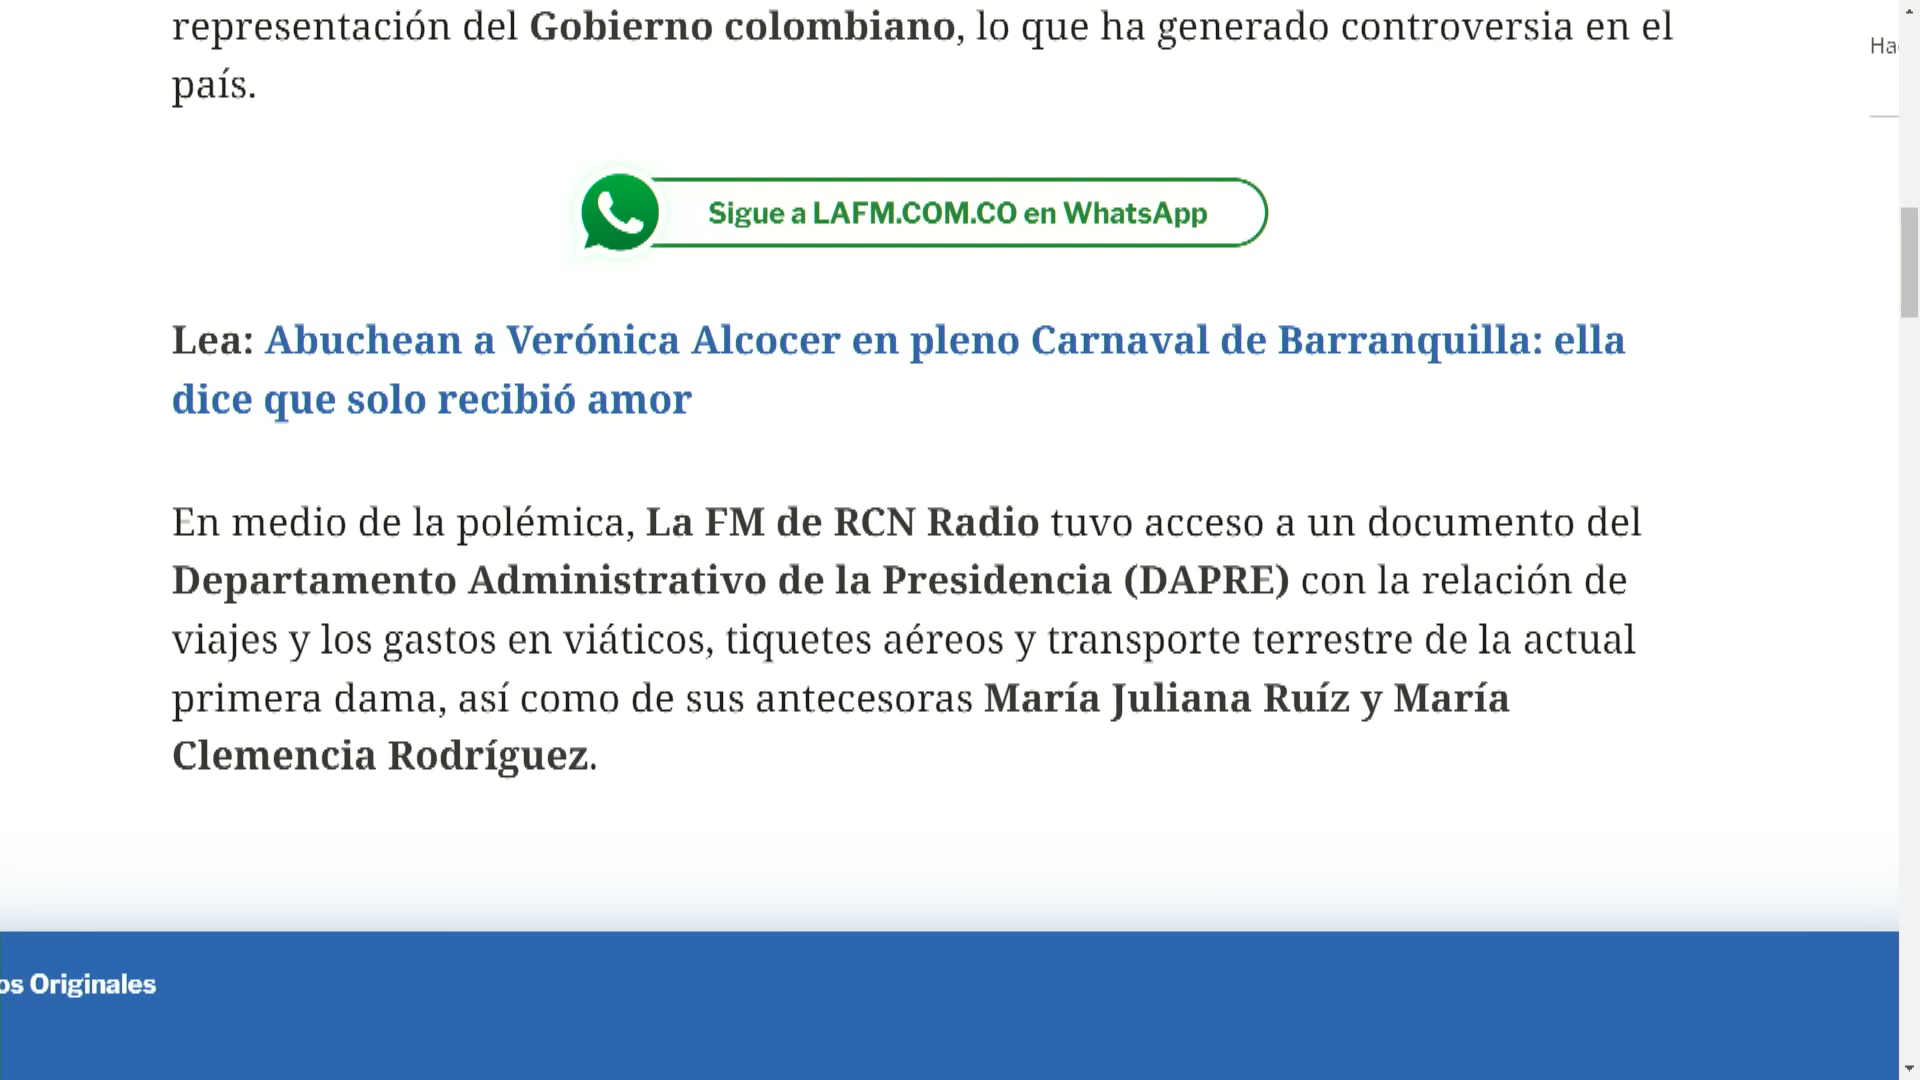 representación del Gobierno colombiano, lo que ha generado controversia en el
país.
Sigue a LAFM.COM.CO en WhatsApp
Lea: Abuchean a Verónica Alcocer en pleno Carnaval de Barranquilla: ella
dice que solo recibió amor
En medio de la polémica, La FM de RCN Radio tuvo acceso a un documento del
Departamento Administrativo de la Presidencia (DAPRE) con la relación de
viajes y los gastos en viáticos, tiquetes aéreos y transporte terrestre de la actual
primera dama, así como de sus antecesoras María Juliana Ruíz y María
Clemencia Rodríguez.
os Originales